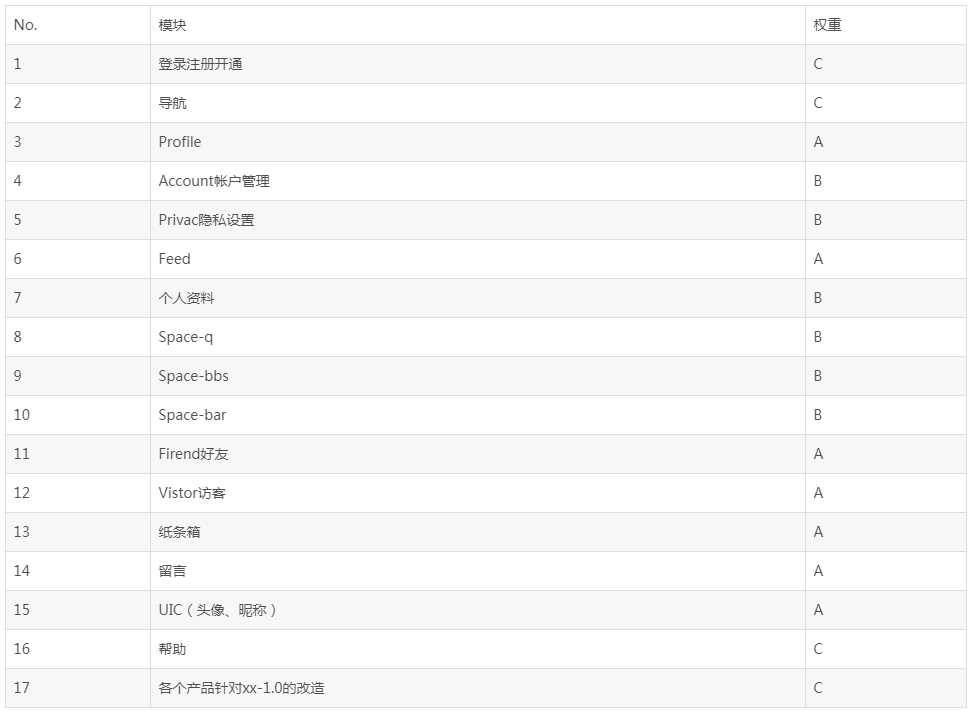 No. 模块 权重
1 登录注册开通 C
2 导航 C
3 Profile A
4 Account帐户管理 B
5 Privac隐私设置 B
6 Feed A
7 个人资料 B
8 Space-q B
9 Space-bbs B
10 Space-bar B
11 Firend好友 A
12 Vistor访客 A
13 纸条箱 A
14 留言 A
15 UIC（头像、昵称） A
16 帮助 C
17 各个产品针对xx-1.0的改造 C